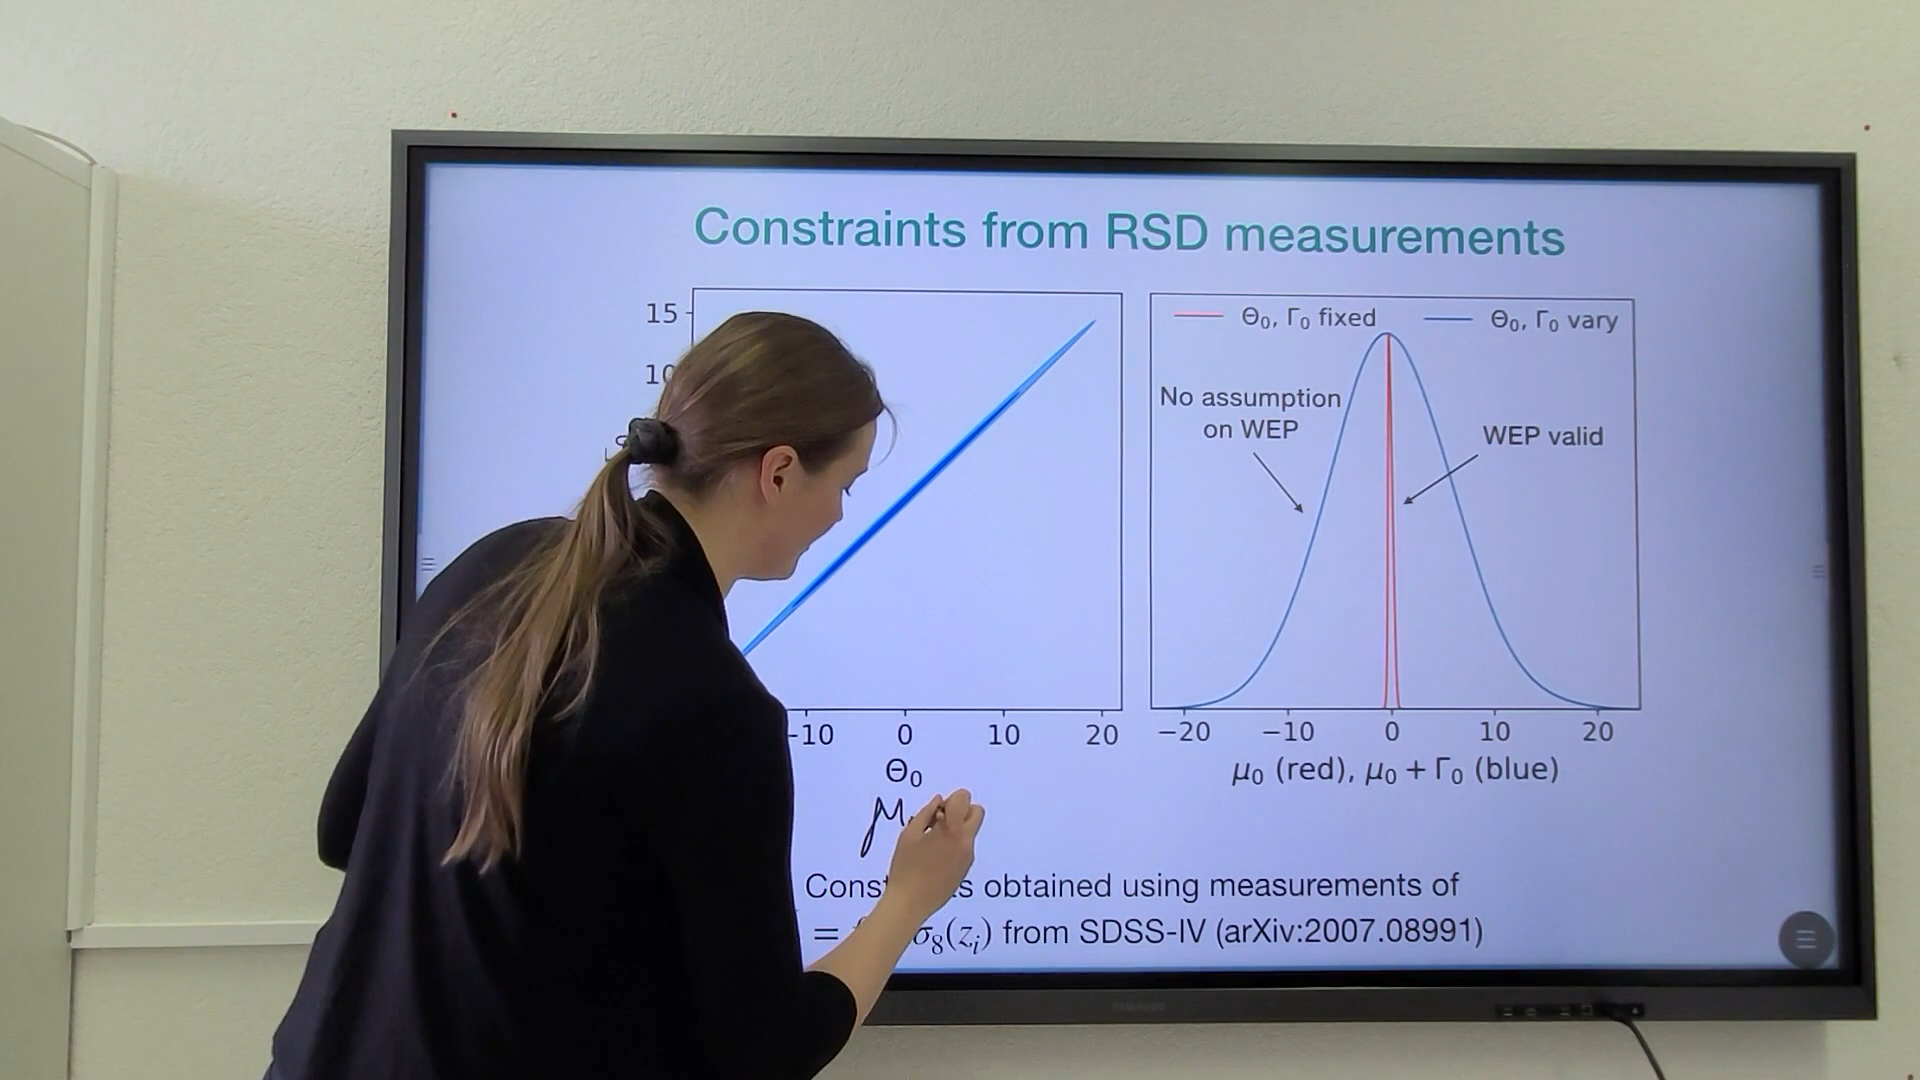 Constraints from RSD measurements
15
10
-10 0 10 20
Θ₀
Θ₀, Γ₀ fixed Θ₀, Γ₀ vary
No assumption
on WEP
WEP valid
−20 −10 0 10 20
μ₀ (red), μ₀ + Γ₀ (blue)
μ
obtained using measurements of
= σ₈(zᵢ) from SDSS-IV (arXiv:2007.08991)